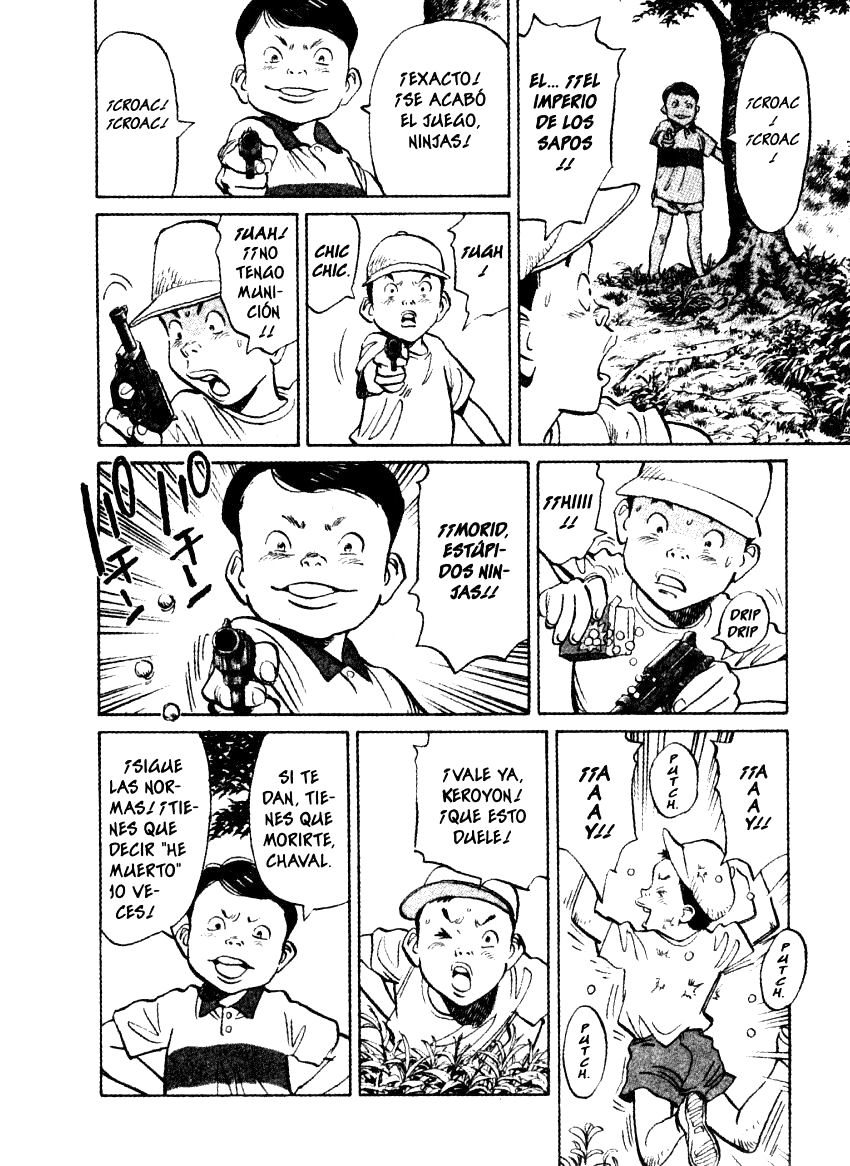 ¡CROAC
!
¡CROAC
!
EL... ¡¡EL
IMPERIO
DE LOS
SAPOS
!!
¡EXACTO!
¡SE ACABÓ
EL JUEGO,
NINJAS!
¡CROAC!
¡CROAC!
¡UGH
!
CHIC
CHIC.
¡UAH!
¡¡NO
TENGO
MUNI-
CIÓN
!!
¡¡HIIII
!!
DRIP
DRIP
¡¡MORID,
ESTÁPI-
DOS NIN-
JAS!!
¡¡A
A
A
Y!!
PUTCH.
¡¡A
A
A
Y!!
PUTCH.
PUTCH.
¡VALE YA,
KEROYON!
¡QUE ESTO
DUELE!
SI TE
DAN, TIE-
NES QUE
MORIRTE,
CHAVAL.
¡SIGUE
LAS NOR-
MAS! ¡TIE-
NES QUE
DECIR "HE
MUERTO"
10 VE-
CES!